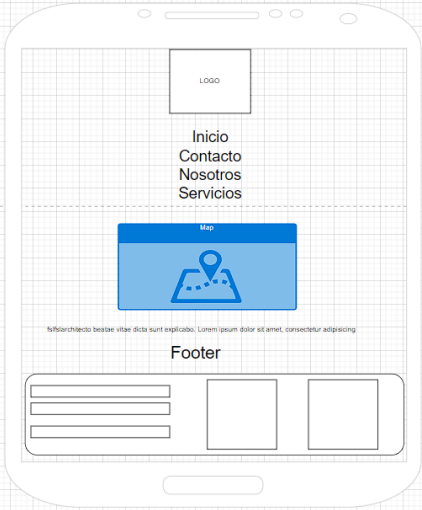 LOGO
Inicio
Contacto
Nosotros
Servicios
Map
architecto beatae vitae dicta sunt explicabo. Lorem ipsum dolor sit amet, consectetur adipisicing
Footer